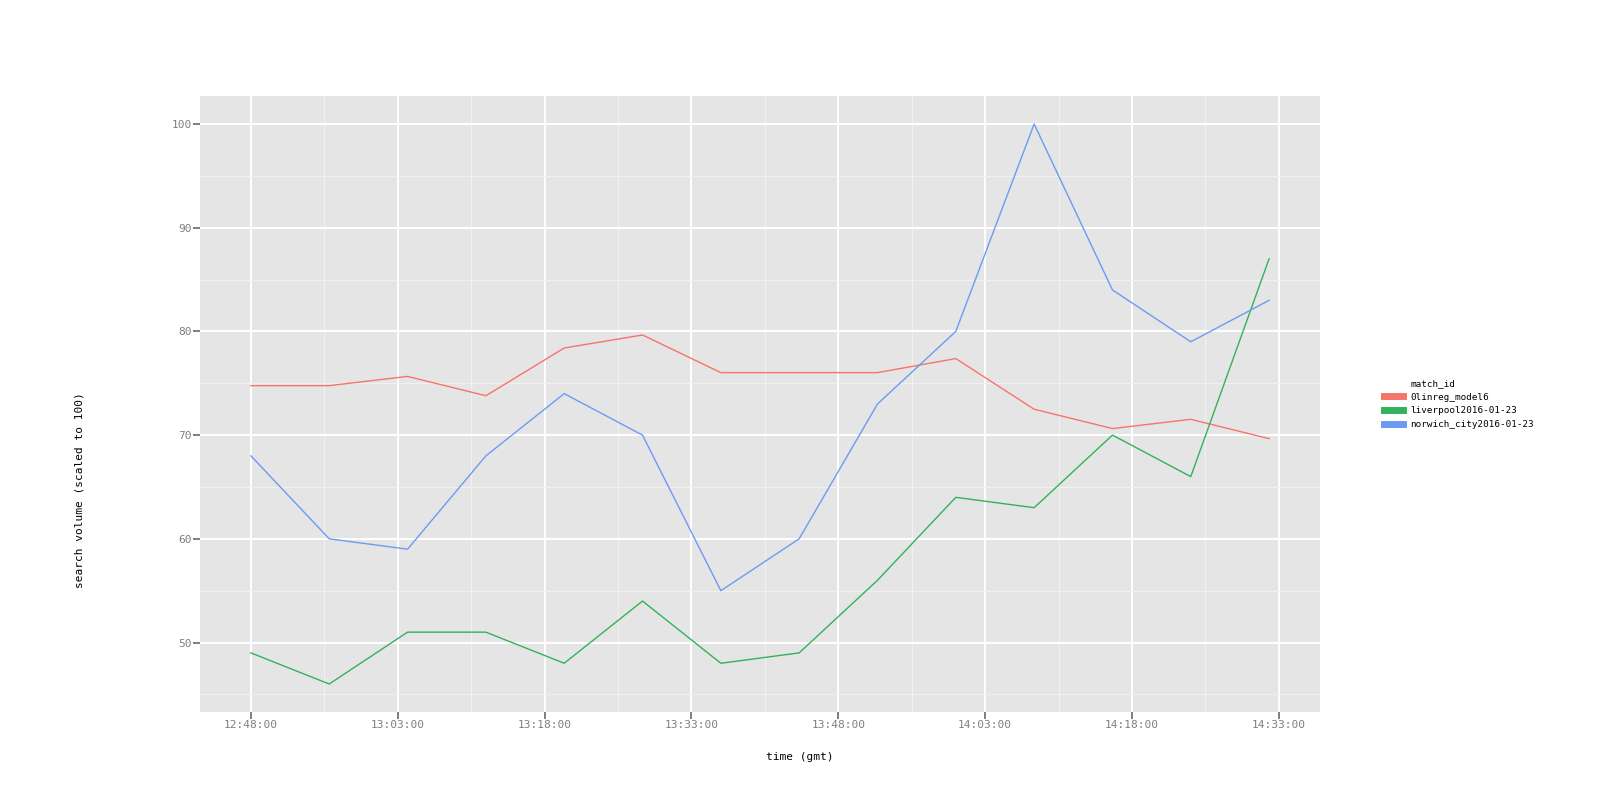 100
90
80
70
60
50
search volume (scaled to 100)
12:48:00 13:03:00 13:18:00 13:33:00 13:48:00 14:03:00 14:18:00 14:33:00
time (gmt)
match_id
0linreg_model6
liverpool2016-01-23
norwich_city2016-01-23